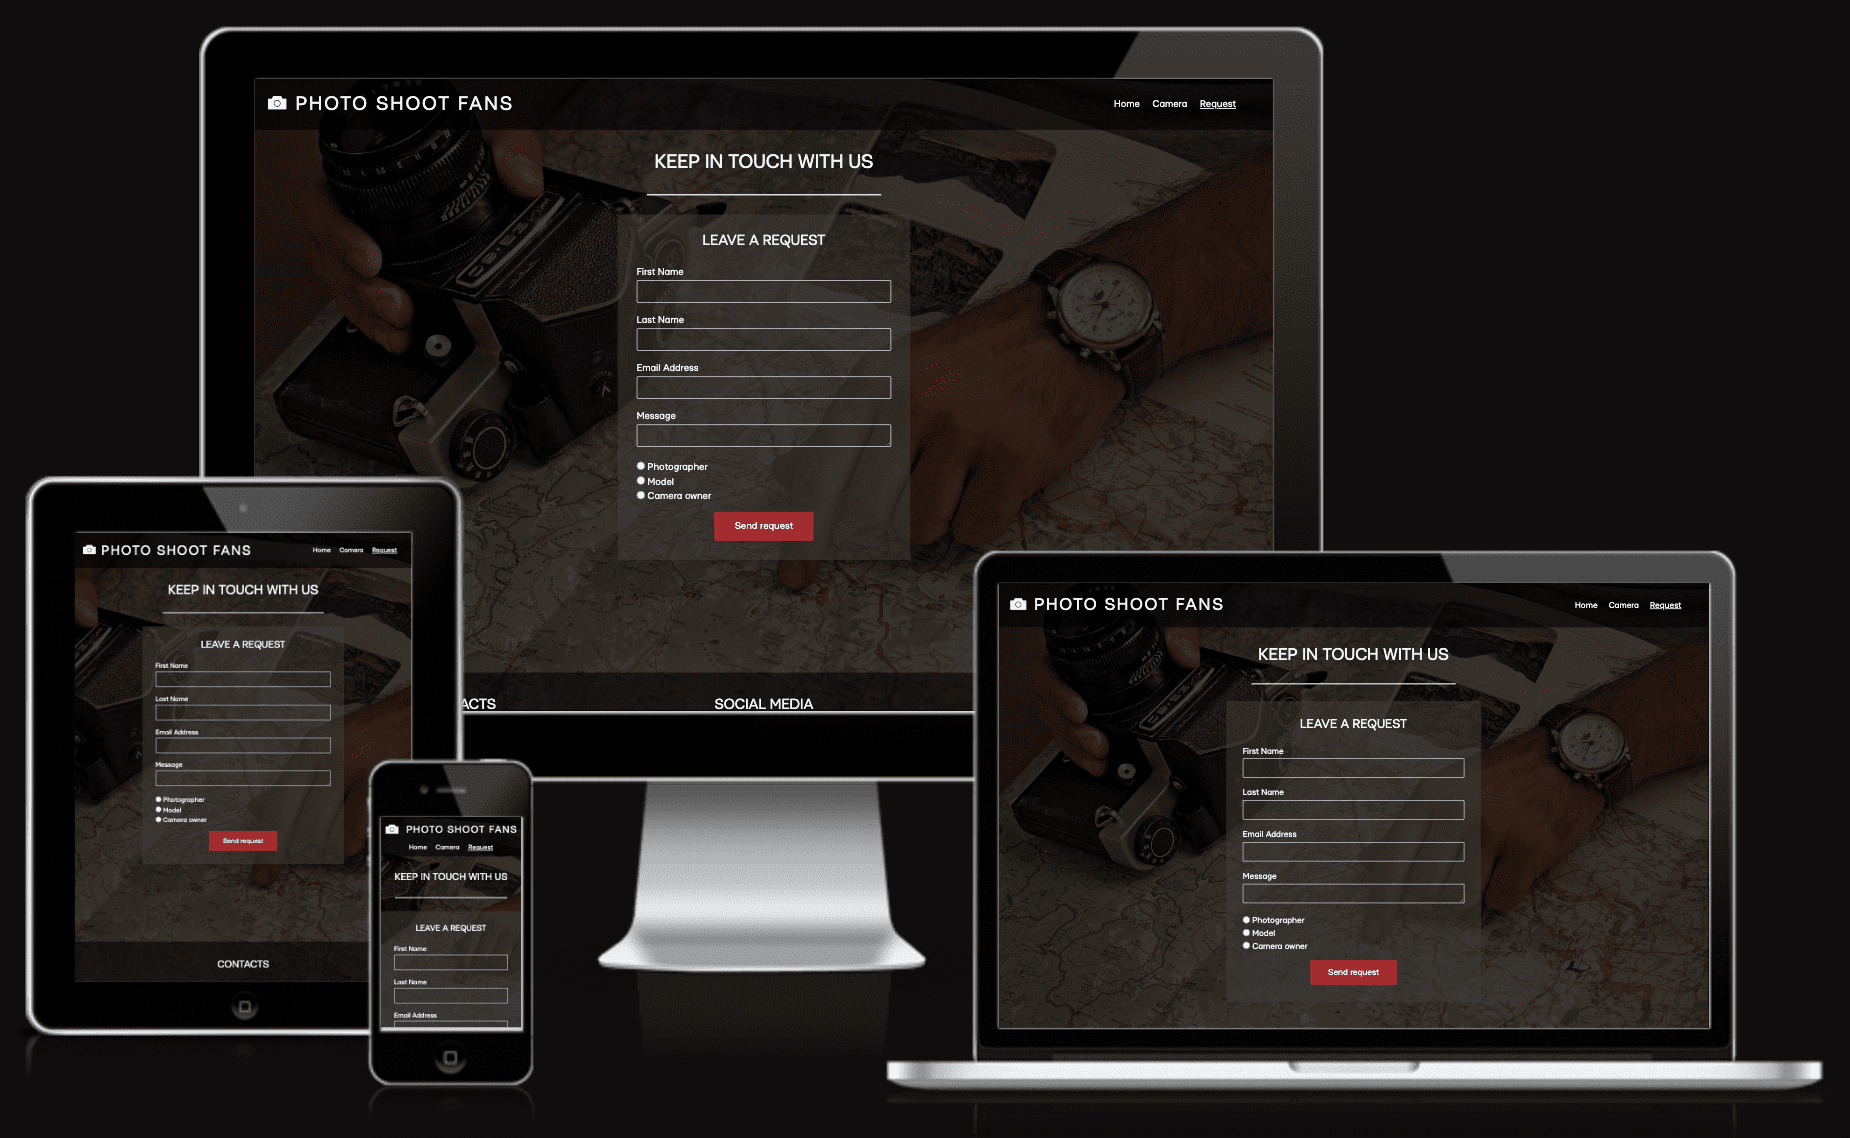 PHOTO SHOOT FANS
Home Camera Request
KEEP IN TOUCH WITH US
LEAVE A REQUEST
First Name
Last Name
Email Address
Message
Photographer
Model
Camera owner
Send request
ACTS
SOCIAL MEDIA
PHOTO SHOOT FANS
Home Camera Request
KEEP IN TOUCH WITH US
LEAVE A REQUEST
First Name
Last Name
Email Address
Message
Photographer
Model
Camera owner
Send request
CONTACTS
PHOTO SHOOT FANS
Home Camera Request
KEEP IN TOUCH WITH US
LEAVE A REQUEST
First Name
Last Name
Email Address
PHOTO SHOOT FANS
Home Camera Request
KEEP IN TOUCH WITH US
LEAVE A REQUEST
First Name
Last Name
Email Address
Message
Photographer
Model
Camera owner
Send request